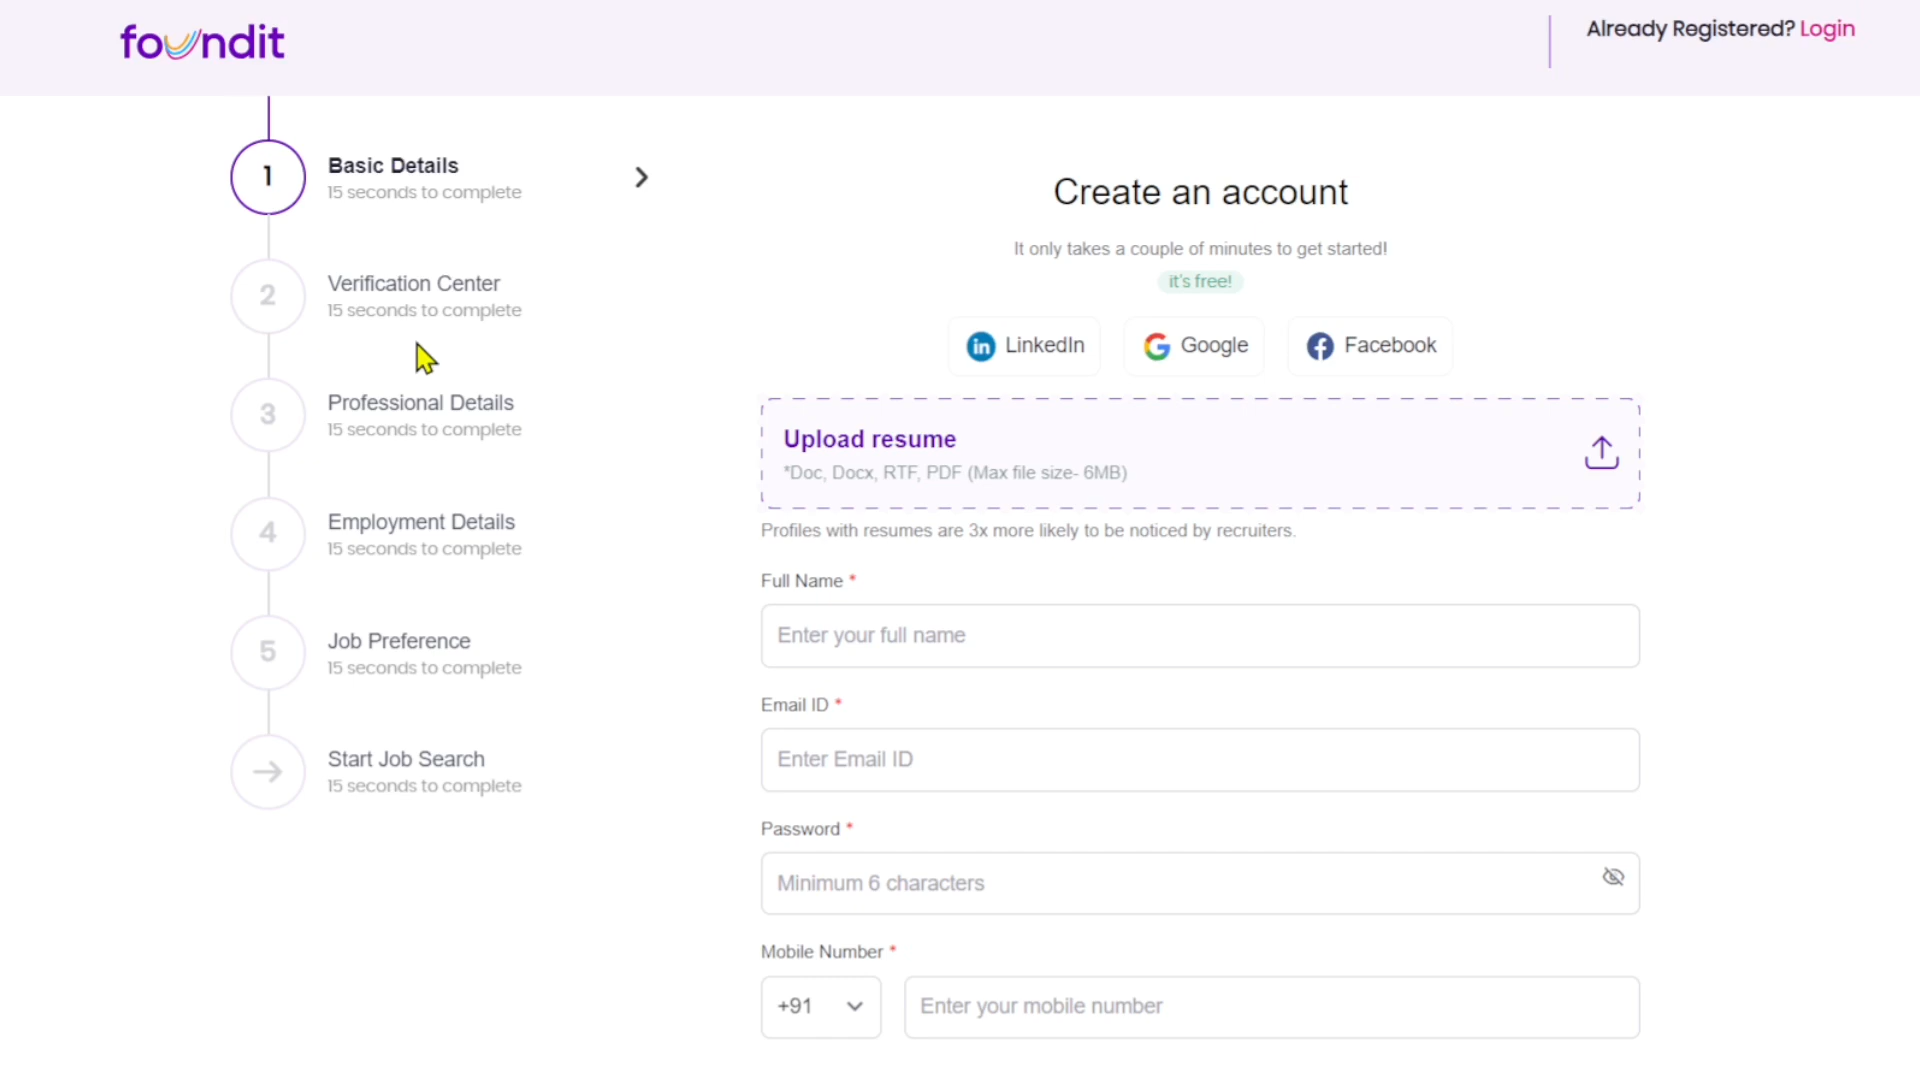 foundit
Already Registered? Login
1
Basic Details
15 seconds to complete
2
Verification Center
15 seconds to complete
3
Professional Details
15 seconds to complete
4
Employment Details
15 seconds to complete
5
Job Preference
15 seconds to complete
Start Job Search
15 seconds to complete
Create an account
It only takes a couple of minutes to get started!
it's free!
in LinkedIn
Google
Facebook
Upload resume
*Doc, Docx, RTF, PDF (Max file size- 6MB)
Profiles with resumes are 3x more likely to be noticed by recruiters.
Full Name *
Enter your full name
Email ID *
Enter Email ID
Password *
Minimum 6 characters
Mobile Number *
+91
Enter your mobile number